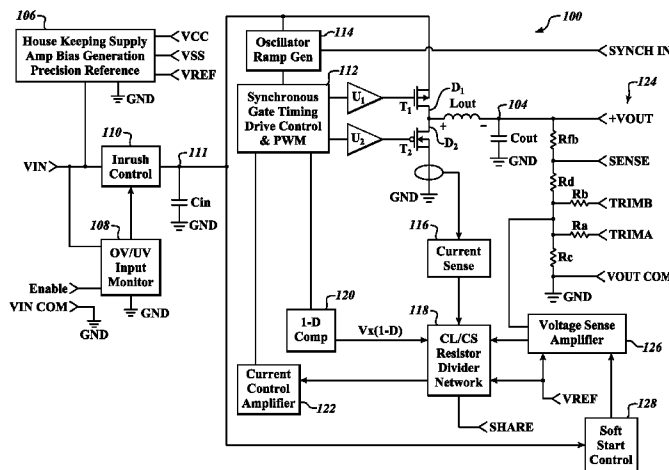 106
House Keeping Supply
Amp Bias Generation
Precision Reference
VCC
VSS
VREF
GND
114
Oscillator
Ramp Gen
100
SYNCH IN
112
Synchronous
Gate Timing
Drive Control
& PWM
U1
T1
D1
U2
T2
D2
Lout
+
−
104
Cout
GND
124
+VOUT
Rfb
SENSE
Rd
Rb
TRIMB
Ra
TRIMA
Rc
VOUT COM
GND
110
Inrush
Control
111
VIN
Cin
GND
108
OV/UV
Input
Monitor
Enable
VIN COM
GND
GND
GND
116
Current
Sense
120
1-D
Comp
Vx(1-D)
118
CL/CS
Resistor
Divider
Network
Voltage Sense
Amplifier
126
Current
Control
Amplifier
122
SHARE
VREF
128
Soft
Start
Control